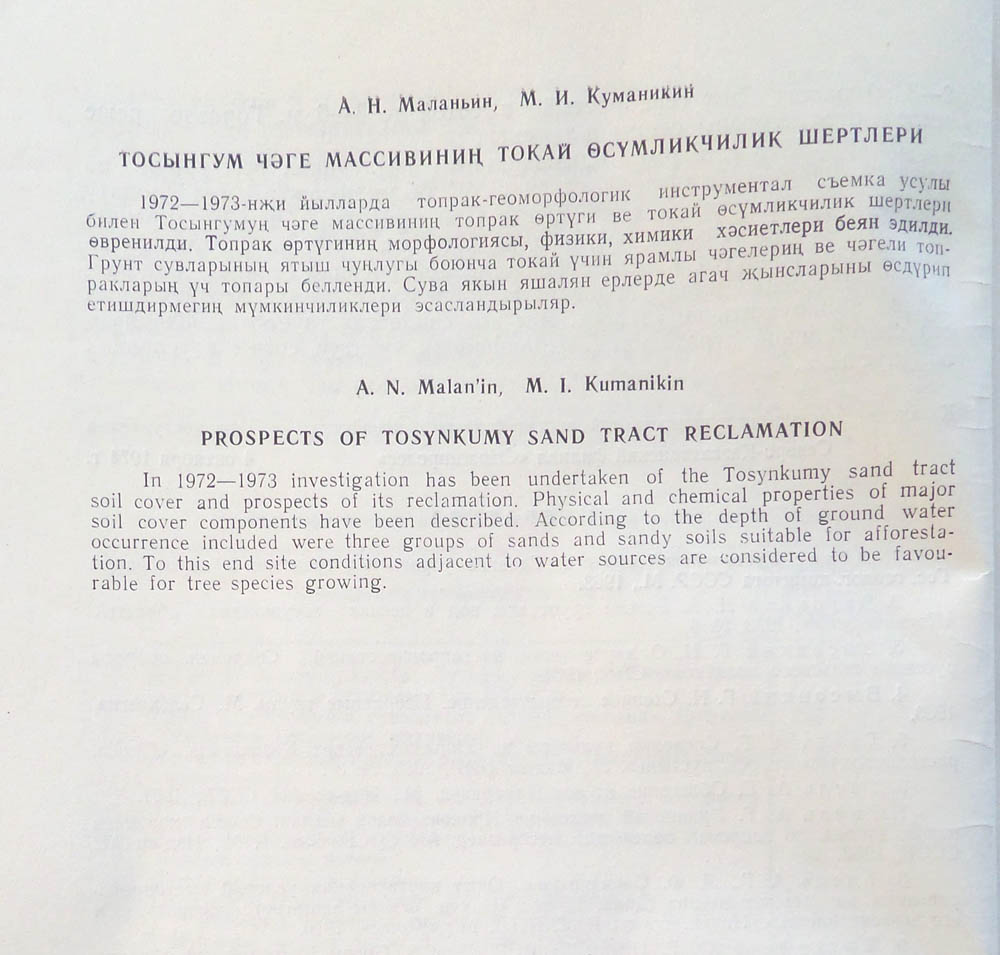 А. Н. Маланьин, М. И. Куманикин
ТОСЫНГУМ ЧӘГЕ МАССИВИНИҢ ТОКАЙ ӨСҮМЛИКЧИЛИК ШЕРТЛЕРИ
1972—1973-нҗи йылларда топрак-геоморфологик инструментал съемка усулы
билен Тосынгумуң чәге массивиниң топрак өртүги ве токай өсүмликчилик шертлери
өвренилди. Топрак өртүгиниң морфологиясы, физики, химики хәсиетлери беян эдилди.
Грунт сувларының ятыш чуңлугы боюнча токай үчин ярамлы чәгелериң ве чәгели топ-
ракларың үч топары белленди. Сува якын яшалян ерлерде агач җынсларыны өсдүрип
етишдирмегиң мүмкинчиликлери эсасландырыляр.
A. N. Malan'in, M. I. Kumanikin
PROSPECTS OF TOSYNKUMY SAND TRACT RECLAMATION
In 1972—1973 investigation has been undertaken of the Tosynkumy sand tract
soil cover and prospects of its reclamation. Physical and chemical properties of major
soil cover components have been described. According to the depth of ground water
occurrence included were three groups of sands and sandy soils suitable for afforesta-
tion. To this end site conditions adjacent to water sources are considered to be favou-
rable for tree species growing.